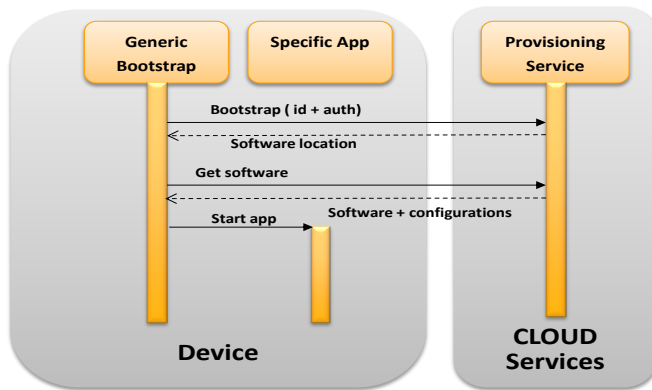 Generic
Bootstrap
Specific App
Provisioning
Service
Bootstrap ( id + auth)
Software location
Get software
Software + configurations
Start app
Device
CLOUD
Services